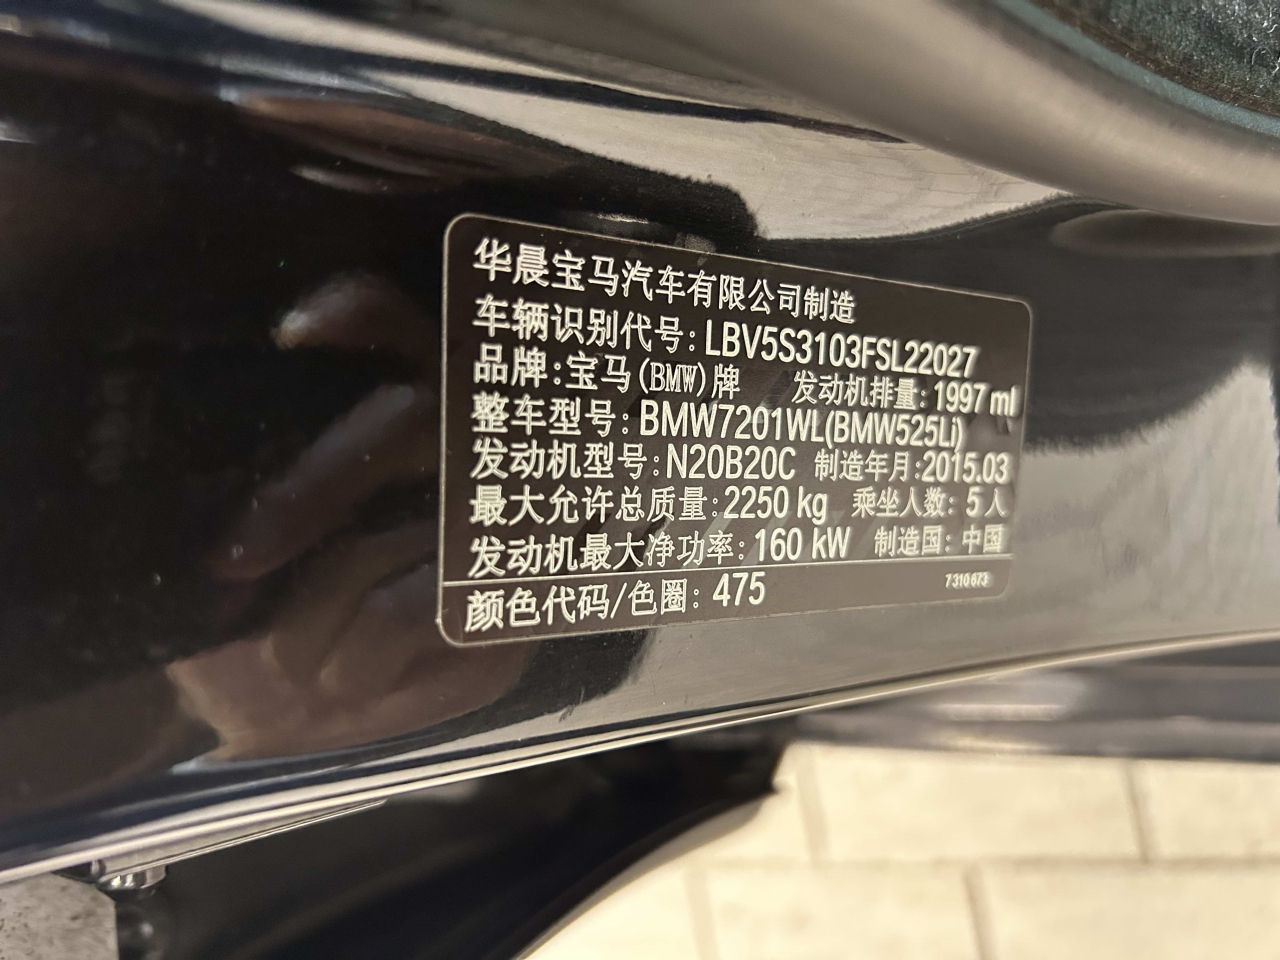 华晨宝马汽车有限公司制造
车辆识别代号: LBV5S3103FSL22027
品牌:宝马(BMW)牌 发动机排量: 1997 ml
整车型号: BMW7201WL(BMW525Li)
发动机型号: N20B20C 制造年月:2015.03
最大允许总质量: 2250 kg 乘坐人数: 5人
发动机最大净功率: 160 kW 制造国: 中国
颜色代码/色圈: 475 7 310 673